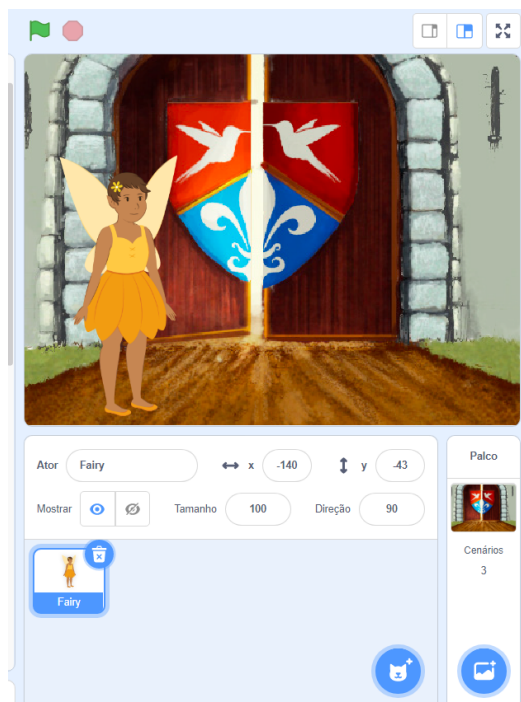 Ator Fairy x -140 y -43
Mostrar Tamanho 100 Direção 90
Fairy
Palco
Cenários
3